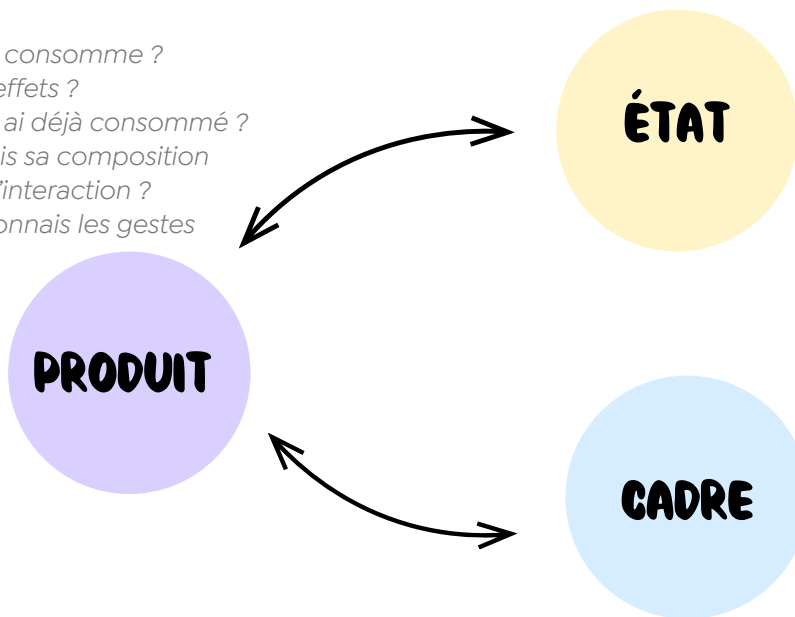 consomme ?
effets ?
ai déjà consommé ?
is sa composition
'interaction ?
onnais les gestes
ÉTAT
PRODUIT
CADRE